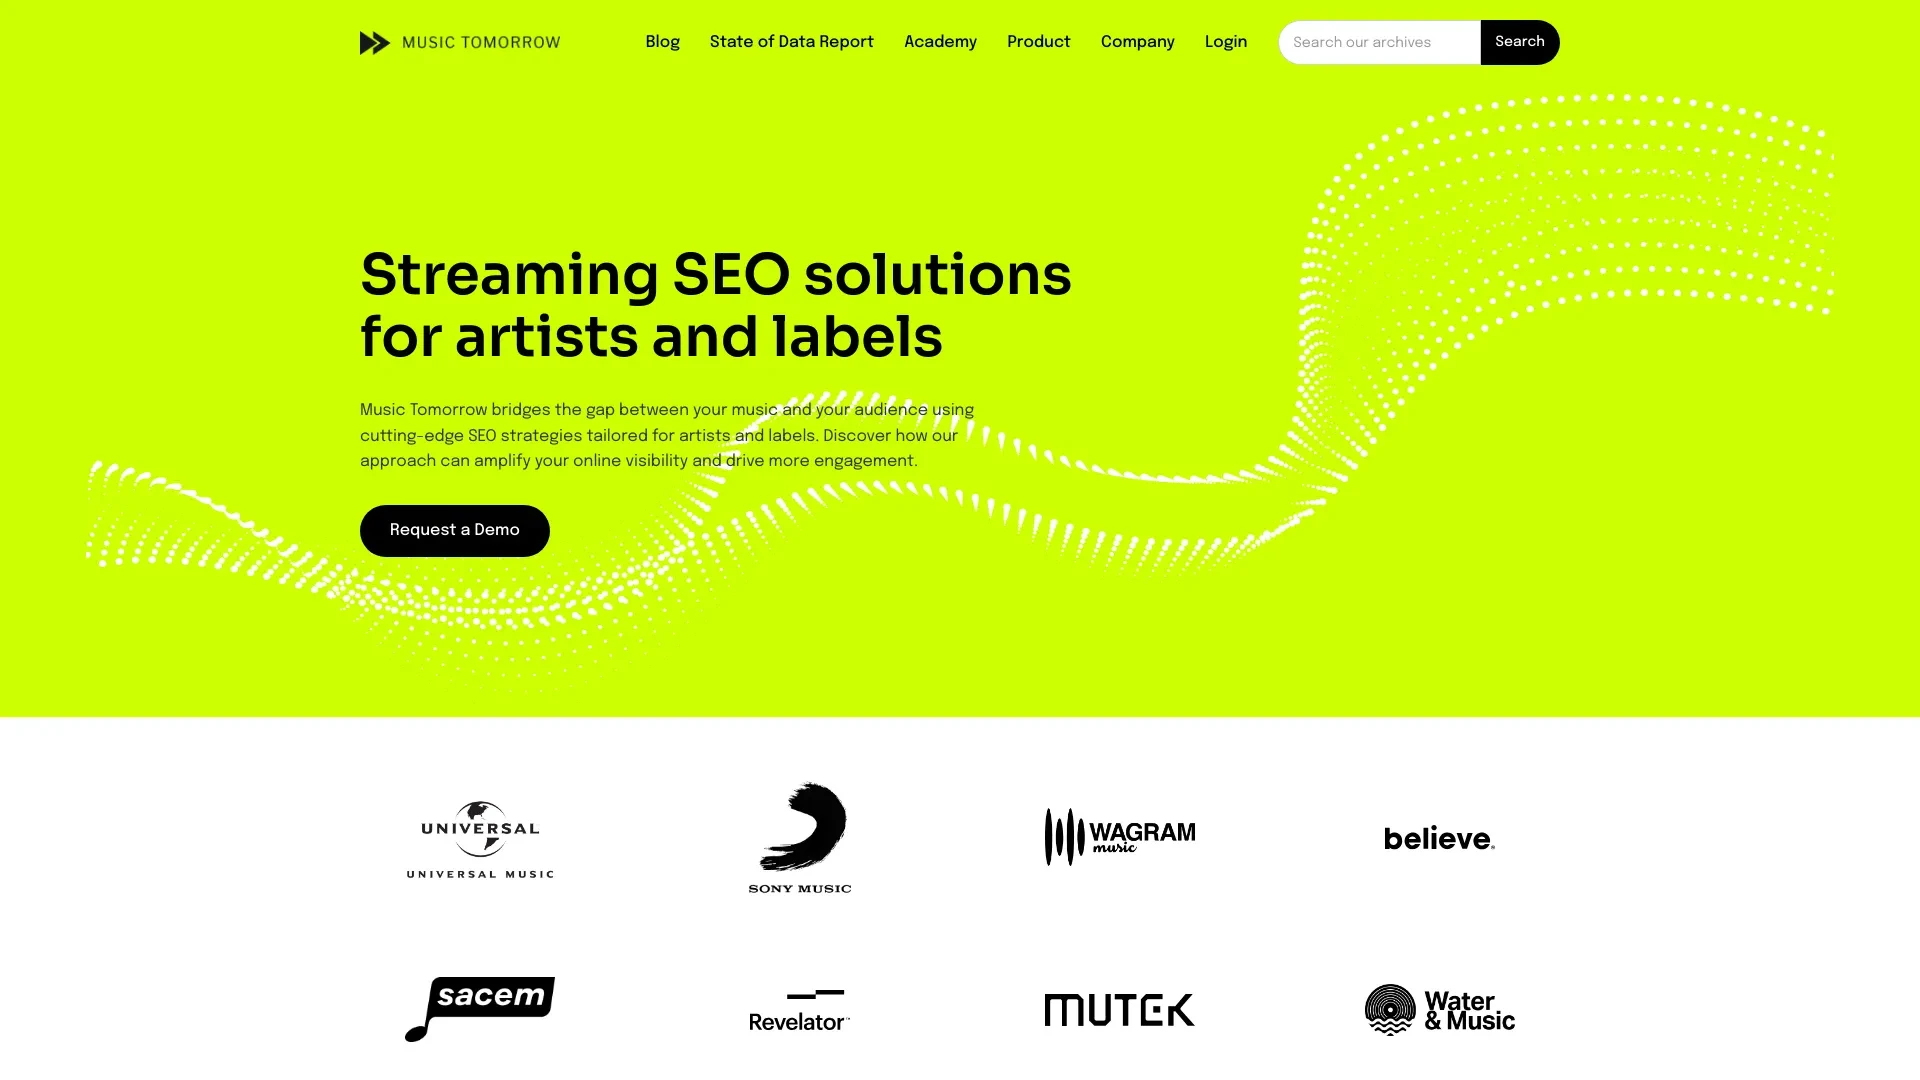 MUSIC TOMORROW
Blog
State of Data Report
Academy
Product
Company
Login
Search our archives
Search
Streaming SEO solutions
for artists and labels
Music Tomorrow bridges the gap between your music and your audience using
cutting-edge SEO strategies tailored for artists and labels. Discover how our
approach can amplify your online visibility and drive more engagement.
Request a Demo
UNIVERSAL
UNIVERSAL MUSIC
SONY MUSIC
WAGRAM
music
believe.
sacem
Revelator
MUTEK
Water
& Music